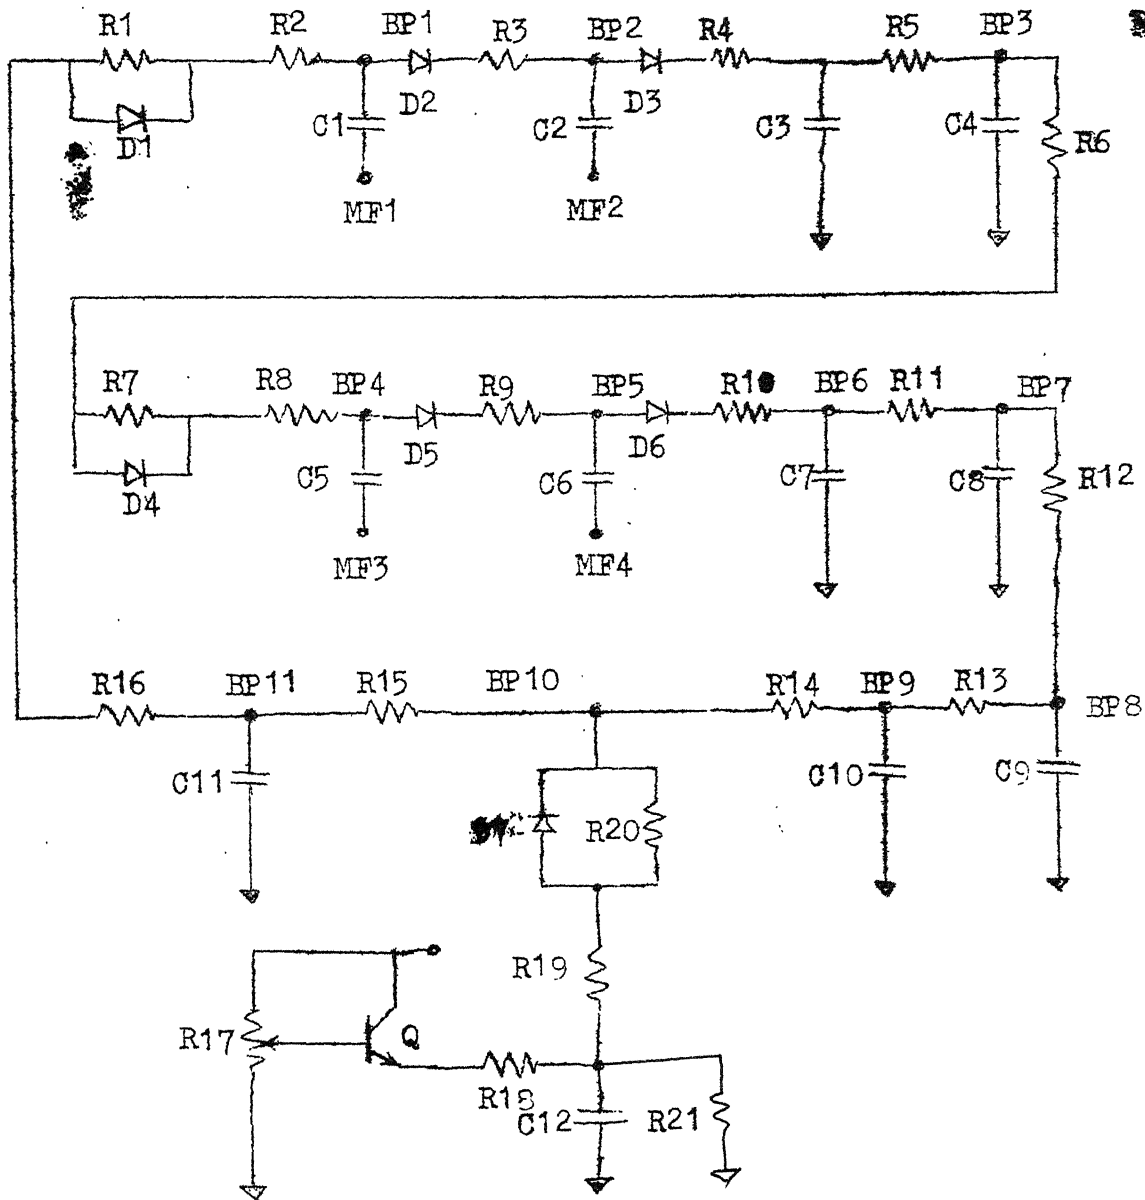 R1 R2 BP1 R3 BP2 R4 R5 BP3
D2 D3
C1 C2 C3 C4 R6
D1
MF1 MF2
R7 R8 BP4 R9 BP5 R10 BP6 R11 BP7
D5 D6
C5 C6 C7 C8 R12
D4
MF3 MF4
R16 BP11 R15 BP10 R14 BP9 R13 BP8
C11 C10 C9
R20
R19
R17 Q
R18
C12 R21